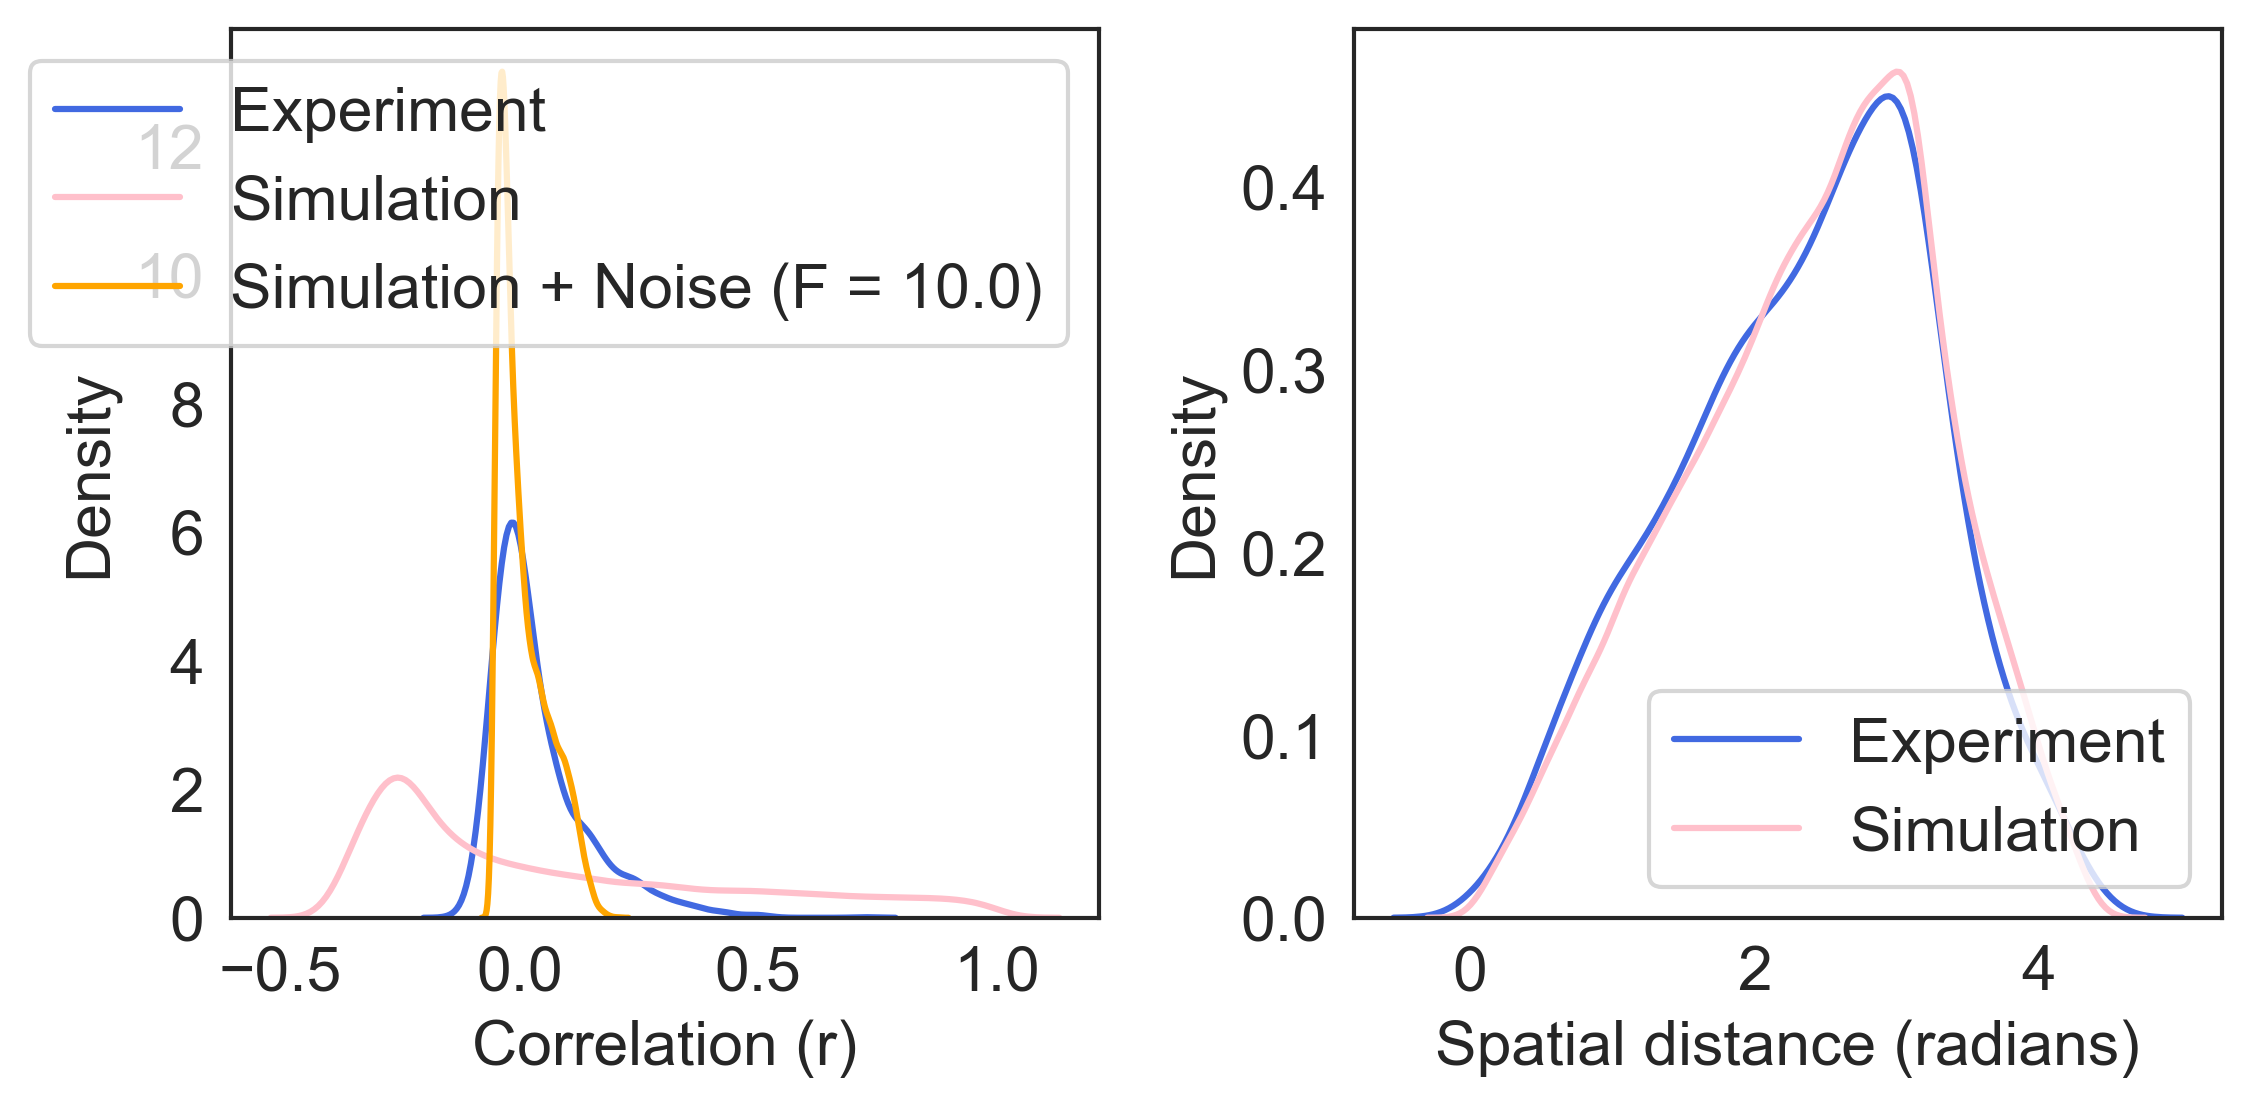 Experiment
Simulation
Simulation + Noise (F = 10.0)
12
10
8
6
4
2
0
Density
−0.5 0.0 0.5 1.0
Correlation (r)
0.4
0.3
0.2
0.1
0.0
Density
Experiment
Simulation
0 2 4
Spatial distance (radians)